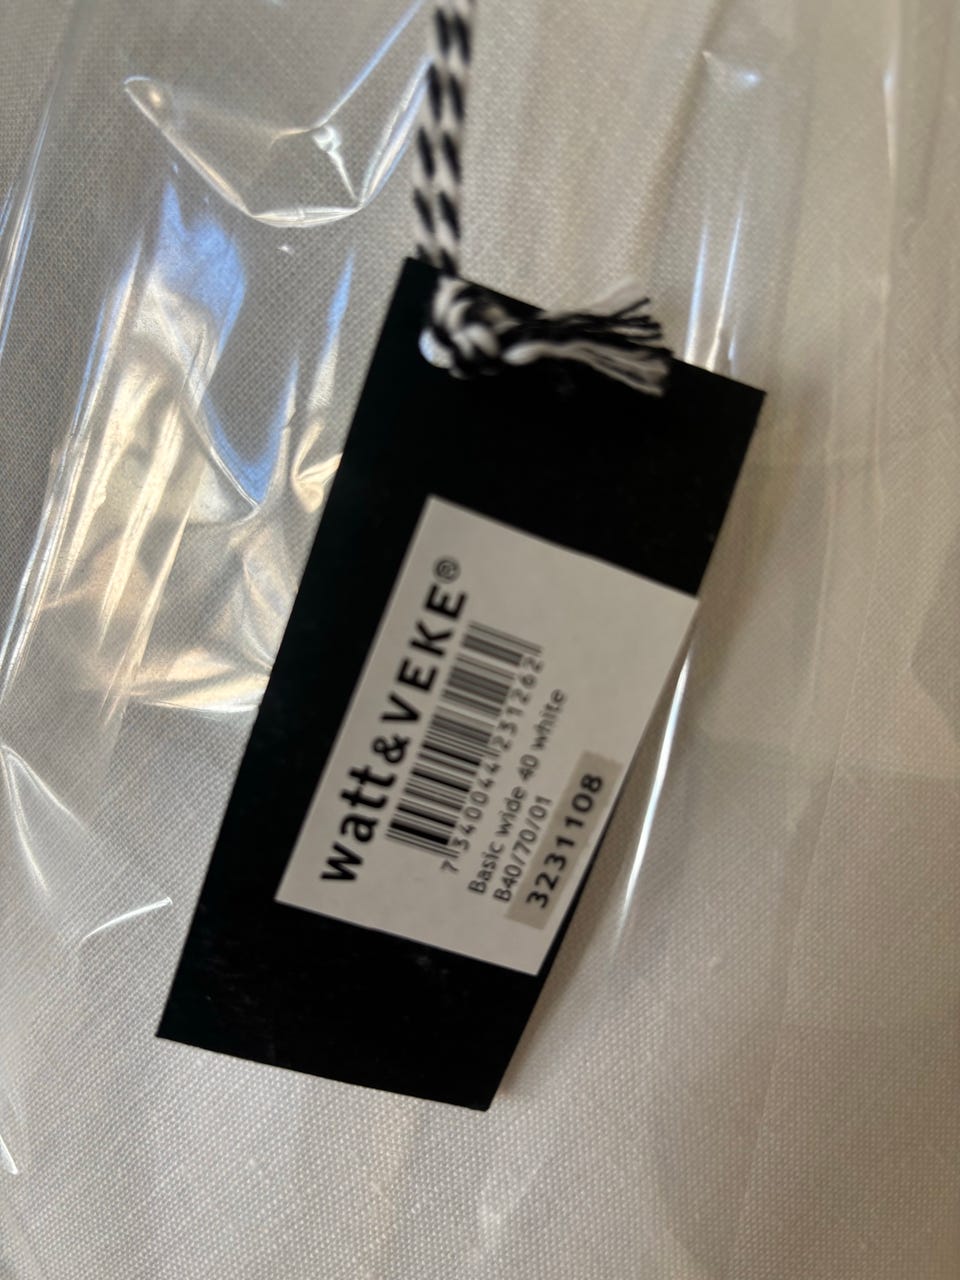 watt&VEKE®
7340044231262
Basic wide 40 white
B40/70/01
3231108